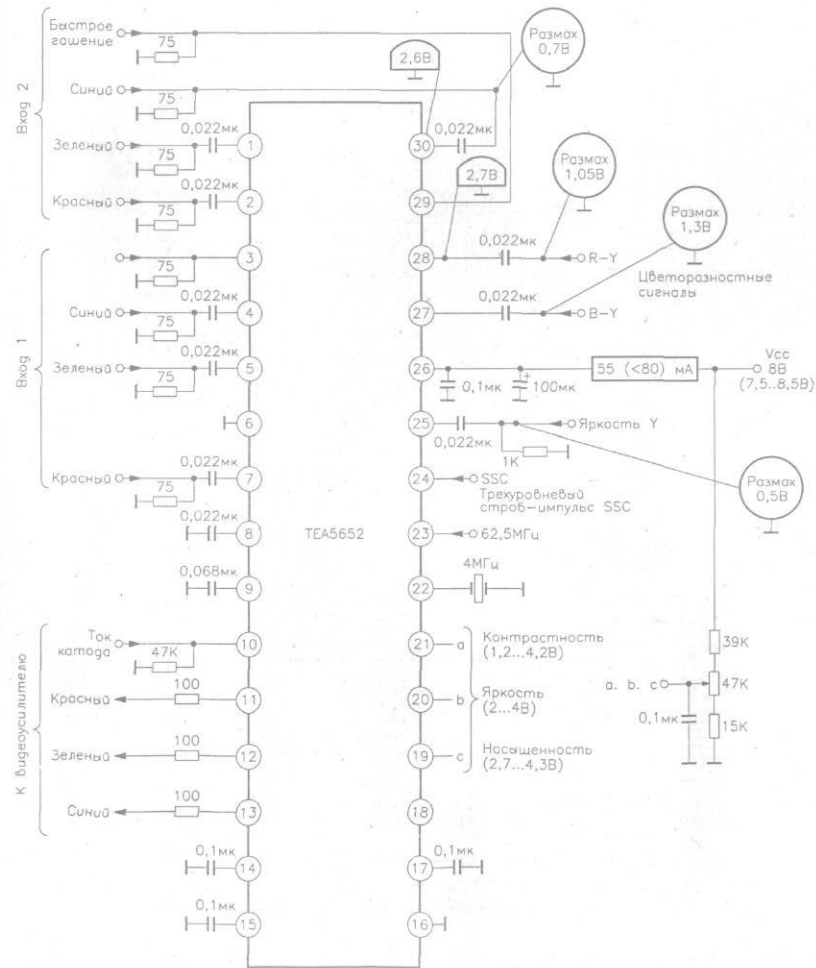 Быстрое
гашение
75
Синий
75
Зеленый
75
0,022мк
Красный
75
0,022мк
Вход 2
75
Синий
75
0,022мк
Зеленый
75
0,022мк
Красный
75
0,022мк
Вход 1
0,022мк
0,068мк
Ток
катода
47К
Красный
100
Зеленый
100
Синий
100
К видеоусилителю
0,1мк
0,1мк
1
2
3
4
5
6
7
8
9
10
11
12
13
14
15
TEA5652
30
29
28
27
26
25
24
23
22
21
20
19
18
17
16
2,6В
0,022мк
Размах
0,7В
2,7В
Размах
1,05В
0,022мк
R-Y
Размах
1,3В
0,022мк
B-Y
Цветоразностные
сигналы
0,1мк
+
100мк
55 (<80) мА
Vcc
8В
(7,5..8,5В)
0,022мк
Яркость Y
1К
Размах
0,5В
SSC
Трехуровневый
строб-импульс SSC
62,5МГц
4МГц
a
Контрастность
(1,2...4,2В)
b
Яркость
(2...4В)
c
Насыщенность
(2,7...4,3В)
39К
a. b. c
47К
0,1мк
15К
0,1мк